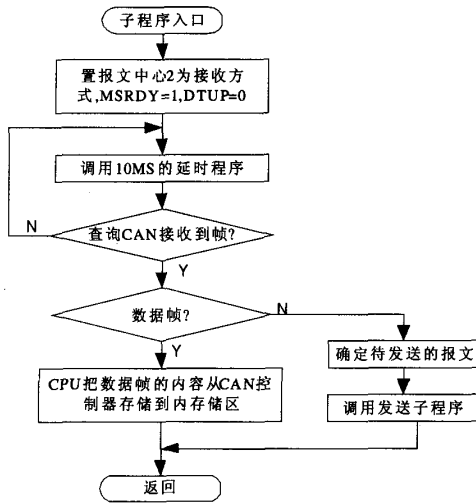 子程序入口
置报文中心2为接收方
式,MSRDY=1,DTUP=0
调用10MS的延时程序
N
查询CAN接收到帧?
Y
数据帧?
N
Y
确定待发送的报文
CPU把数据帧的内容从CAN控
制器存储到内存储区
调用发送子程序
返回